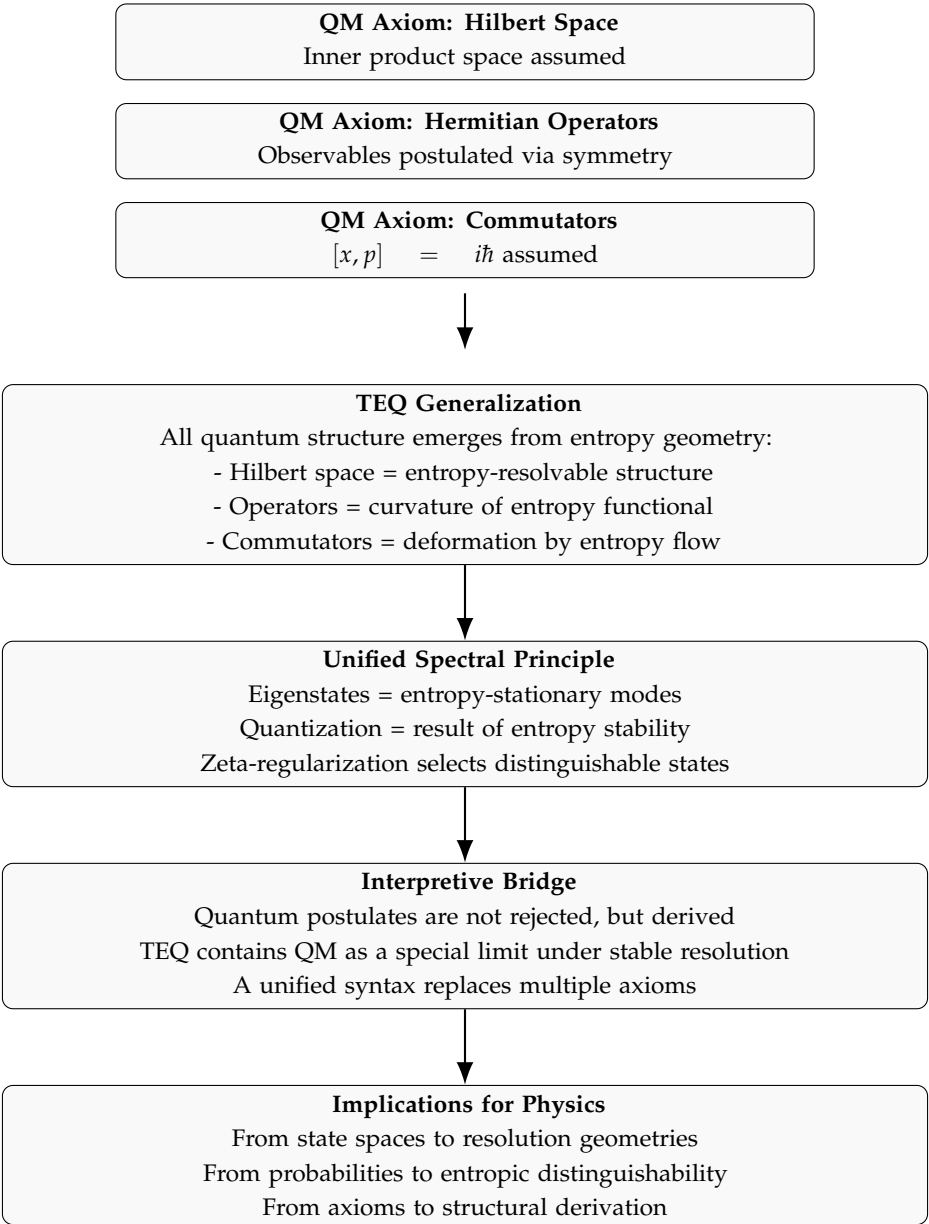 QM Axiom: Hilbert Space
Inner product space assumed
QM Axiom: Hermitian Operators
Observables postulated via symmetry
QM Axiom: Commutators
[x, p] = iℏ assumed
TEQ Generalization
All quantum structure emerges from entropy geometry:
- Hilbert space = entropy-resolvable structure
- Operators = curvature of entropy functional
- Commutators = deformation by entropy flow
Unified Spectral Principle
Eigenstates = entropy-stationary modes
Quantization = result of entropy stability
Zeta-regularization selects distinguishable states
Interpretive Bridge
Quantum postulates are not rejected, but derived
TEQ contains QM as a special limit under stable resolution
A unified syntax replaces multiple axioms
Implications for Physics
From state spaces to resolution geometries
From probabilities to entropic distinguishability
From axioms to structural derivation